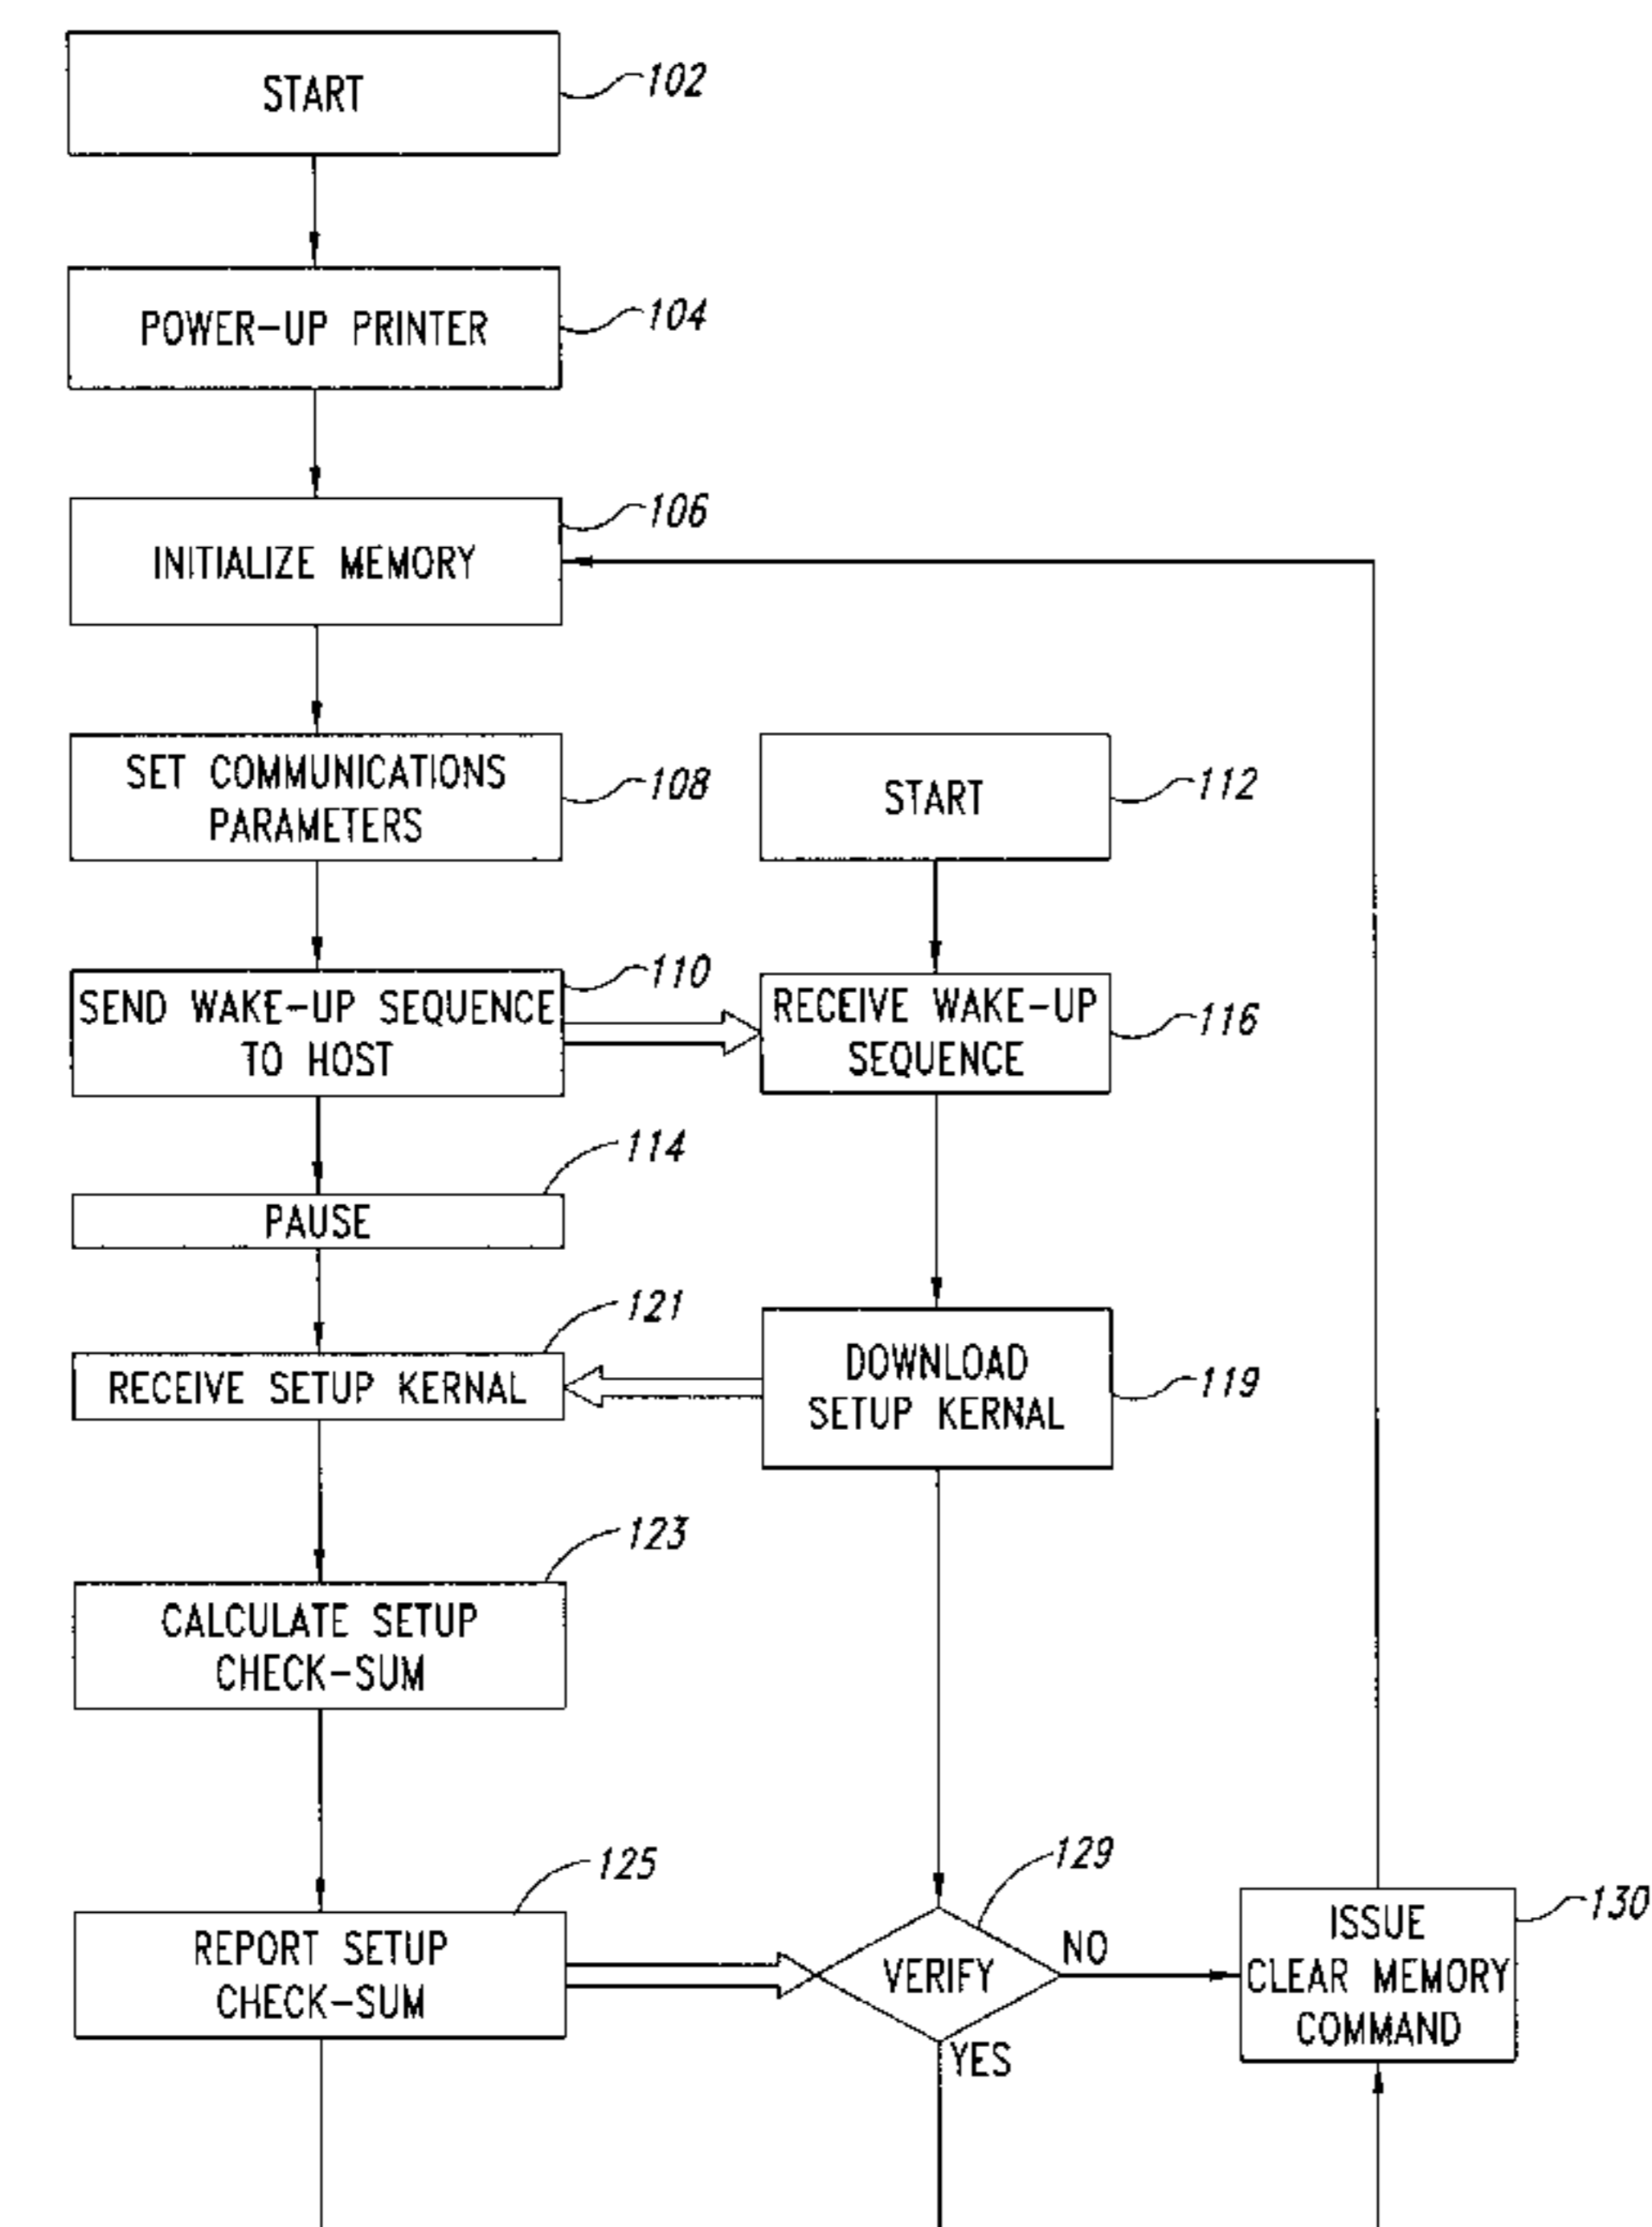 START
102
POWER-UP PRINTER
104
106
INITIALIZE MEMORY
SET COMMUNICATIONS
PARAMETERS
108
START
112
110
SEND WAKE-UP SEQUENCE
TO HOST
RECEIVE WAKE-UP
SEQUENCE
116
114
PAUSE
121
RECEIVE SETUP KERNAL
DOWNLOAD
SETUP KERNAL
119
123
CALCULATE SETUP
CHECK-SUM
125
REPORT SETUP
CHECK-SUM
129
VERIFY
NO
YES
130
ISSUE
CLEAR MEMORY
COMMAND